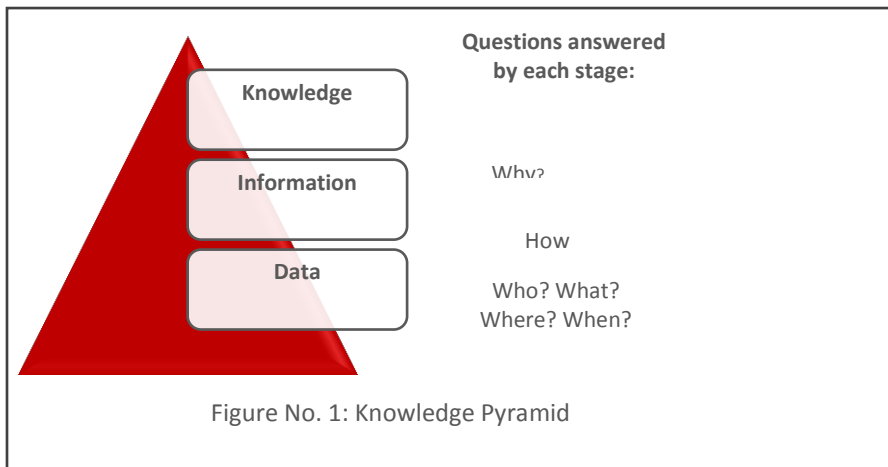 Questions answered
by each stage:
Knowledge
Information
Why?
How
Data
Who? What?
Where? When?
Figure No. 1: Knowledge Pyramid